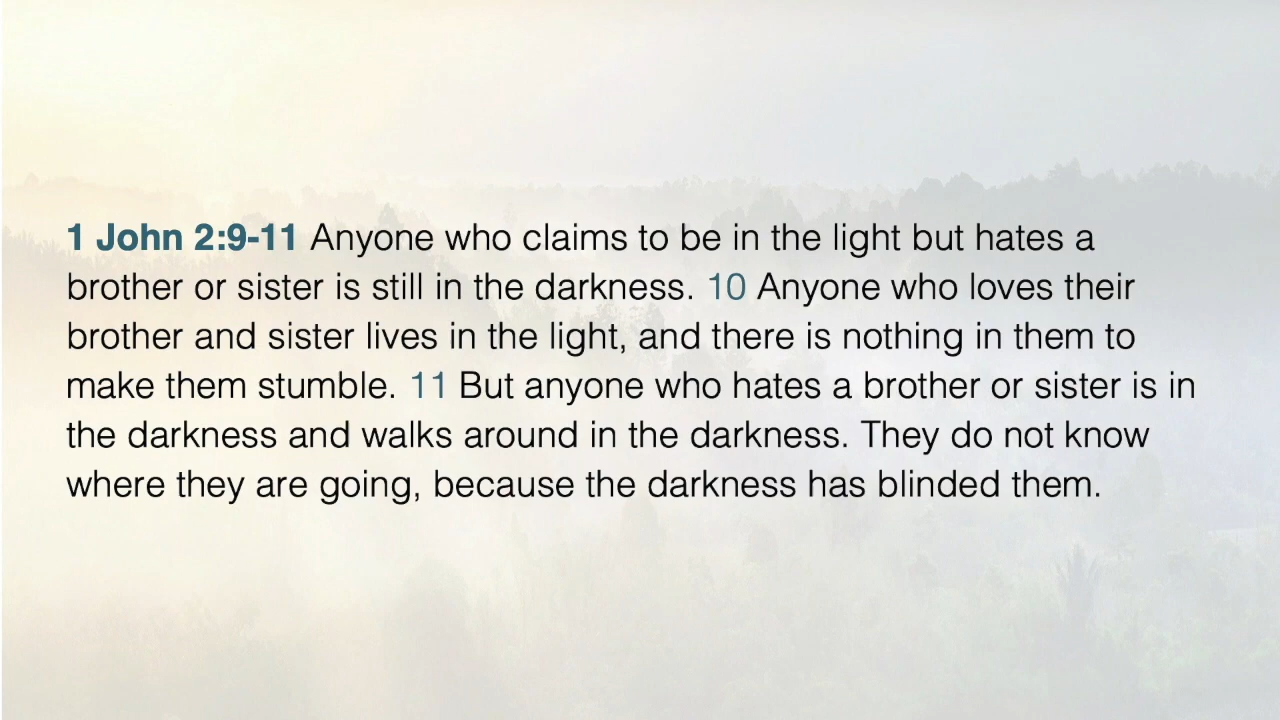 1 John 2:9-11 Anyone who claims to be in the light but hates a
brother or sister is still in the darkness. 10 Anyone who loves their
brother and sister lives in the light, and there is nothing in them to
make them stumble. 11 But anyone who hates a brother or sister is in
the darkness and walks around in the darkness. They do not know
where they are going, because the darkness has blinded them.